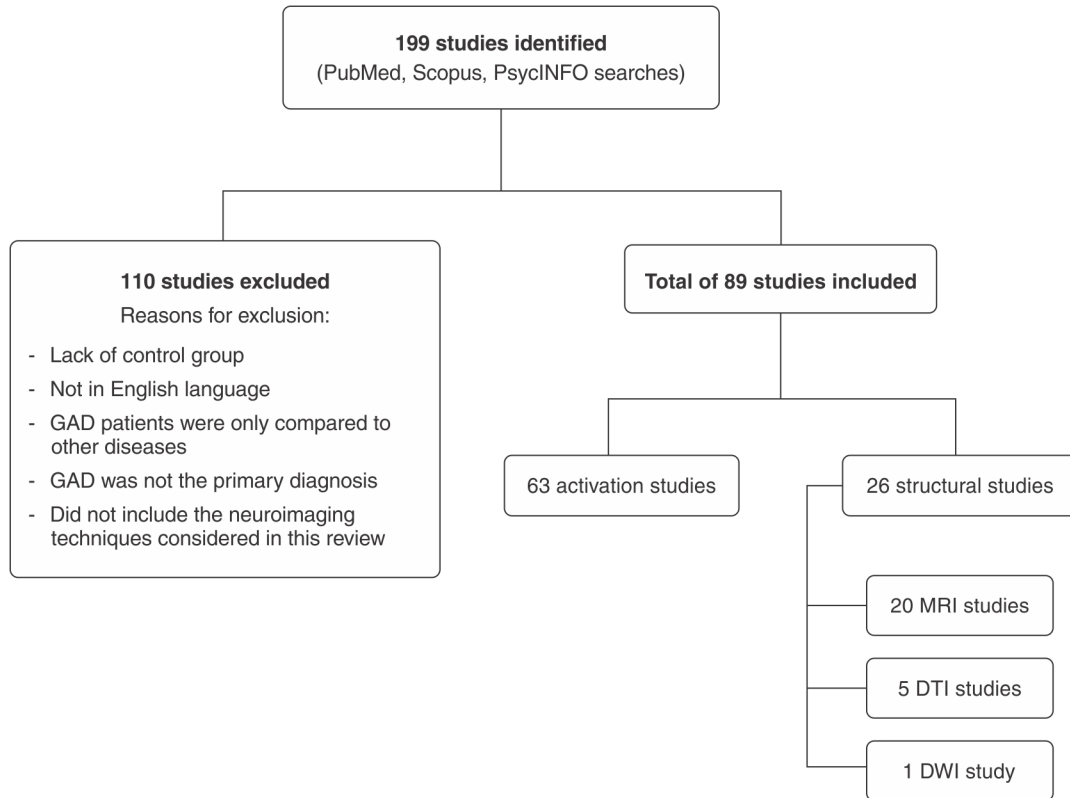 199 studies identified
(PubMed, Scopus, PsycINFO searches)
110 studies excluded
Reasons for exclusion:
- Lack of control group
- Not in English language
- GAD patients were only compared to
other diseases
- GAD was not the primary diagnosis
- Did not include the neuroimaging
techniques considered in this review
Total of 89 studies included
63 activation studies
26 structural studies
20 MRI studies
5 DTI studies
1 DWI study